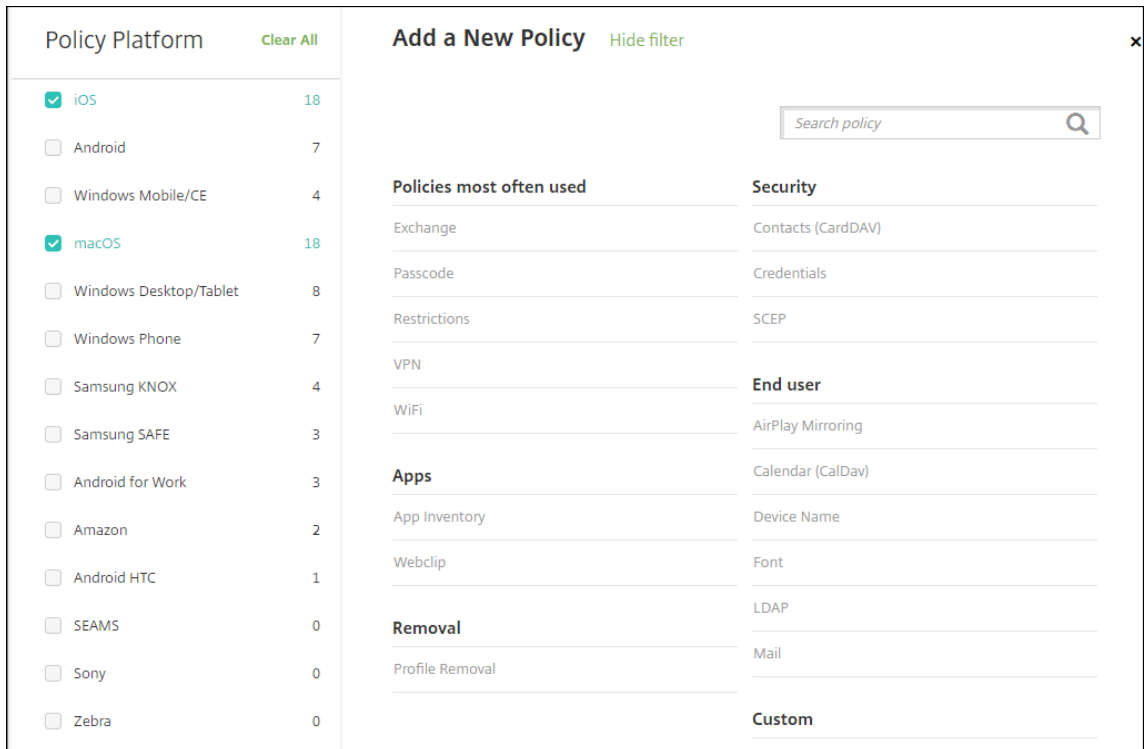 Policy Platform Clear All
iOS 18
Android 7
Windows Mobile/CE 4
macOS 18
Windows Desktop/Tablet 8
Windows Phone 7
Samsung KNOX 4
Samsung SAFE 3
Android for Work 3
Amazon 2
Android HTC 1
SEAMS 0
Sony 0
Zebra 0
Add a New Policy Hide filter
Search policy
Policies most often used
Exchange
Passcode
Restrictions
VPN
WiFi
Apps
App Inventory
Webclip
Removal
Profile Removal
Security
Contacts (CardDAV)
Credentials
SCEP
End user
AirPlay Mirroring
Calendar (CalDav)
Device Name
Font
LDAP
Mail
Custom